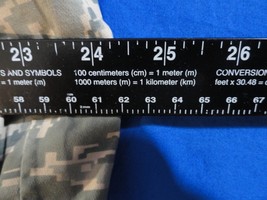 23 24 25 26
S AND SYMBOLS 100 centimeters (cm) = 1 meter (m) CONVERSION
= 1 meter (m) 1000 meters (m) = 1 kilometer (km) feet x 30.48 =
58 59 60 61 62 63 64 65 66 67